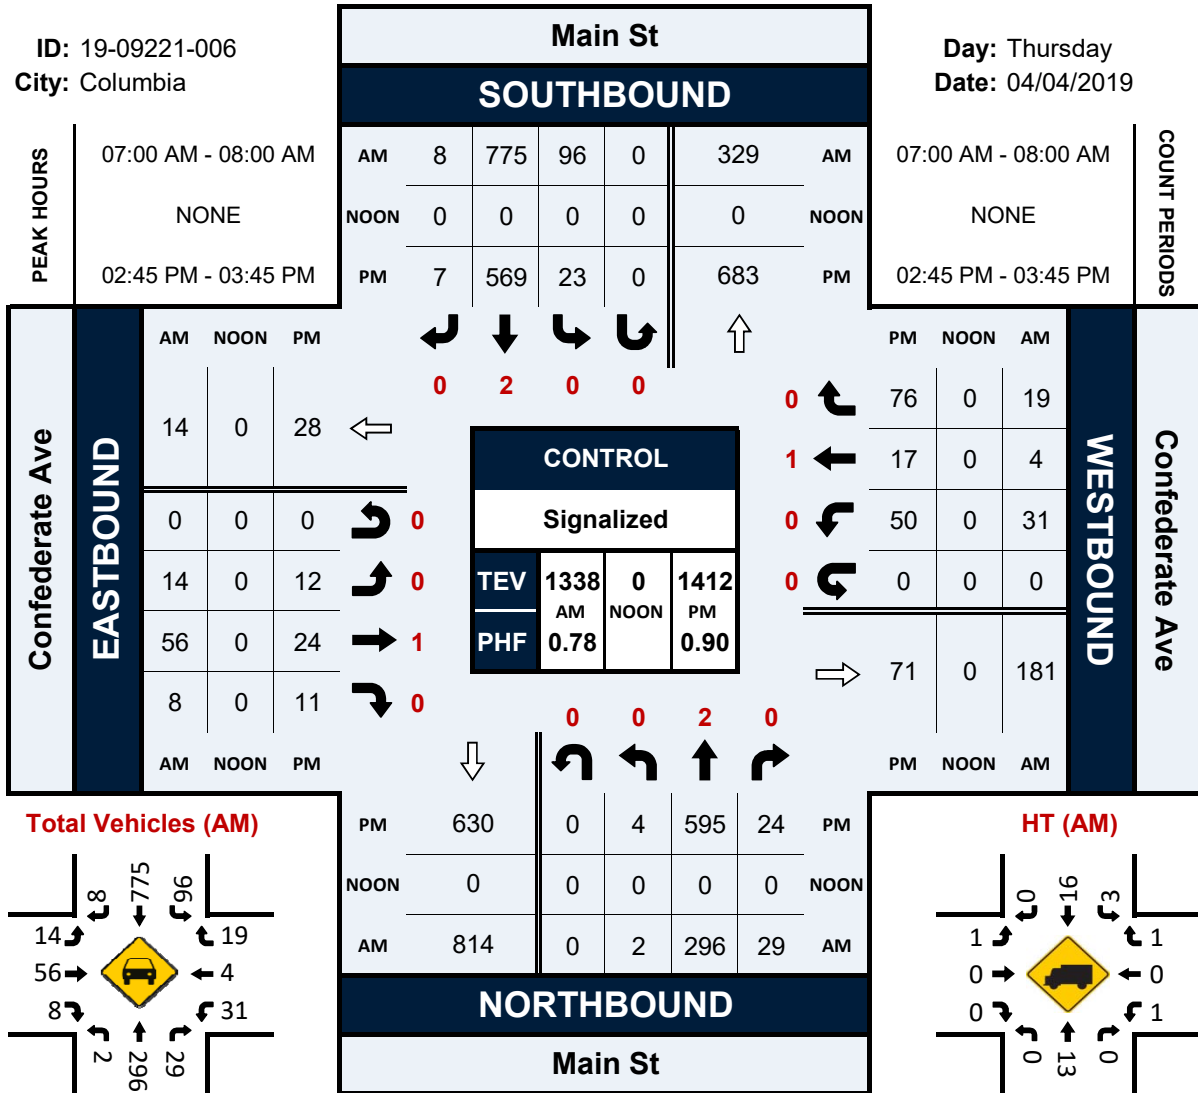 Main St
ID: 19-09221-006
Day: Thursday
City: Columbia
Date: 04/04/2019
SOUTHBOUND
PEAK HOURS
07:00 AM - 08:00 AM
AM 8 775 96 0 329 AM
07:00 AM - 08:00 AM
COUNT PERIODS
NONE
NOON 0 0 0 0 0 NOON
NONE
02:45 PM - 03:45 PM
PM 7 569 23 0 683 PM
02:45 PM - 03:45 PM
Confederate Ave
EASTBOUND
AM NOON PM
PM NOON AM
0 2 0 0
14 0 28
0 76 0 19
1 17 0 4
0 0 0 0
0 50 0 31
14 0 12 0
0 0 0 0
56 0 24 1
71 0 181
8 0 11 0
AM NOON PM
PM NOON AM
WESTBOUND
Confederate Ave
CONTROL
Signalized
TEV 1338 0 1412
AM NOON PM
PHF 0.78 0.90
0 0 2 0
PM 630 0 4 595 24 PM
NOON 0 0 0 0 0 NOON
AM 814 0 2 296 29 AM
NORTHBOUND
Main St
Total Vehicles (AM)
8 775 96
14 19
56 4
8 31
2 296 29
HT (AM)
0 16 3
1 1
0 0
0 1
0 13 0